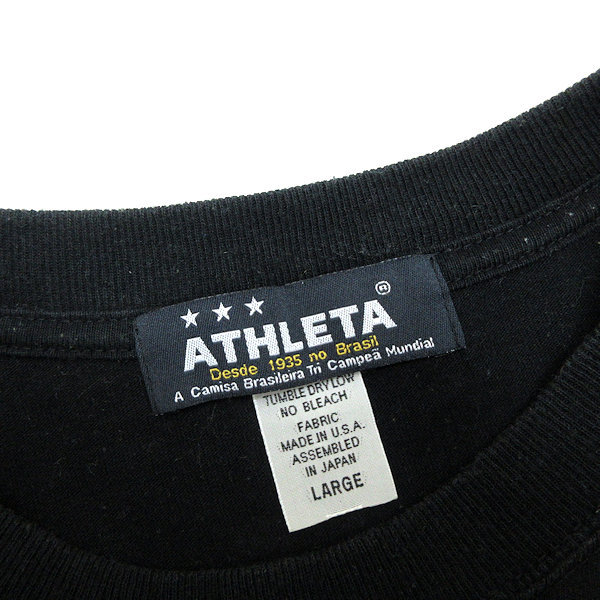 ★★★
ATHLETA®
Desde 1935 no Brasil
A Camisa Brasileira Tri Campeã Mundial
TUMBLE DRY LOW
NO BLEACH
FABRIC
MADE IN U.S.A.
ASSEMBLED
IN JAPAN
LARGE